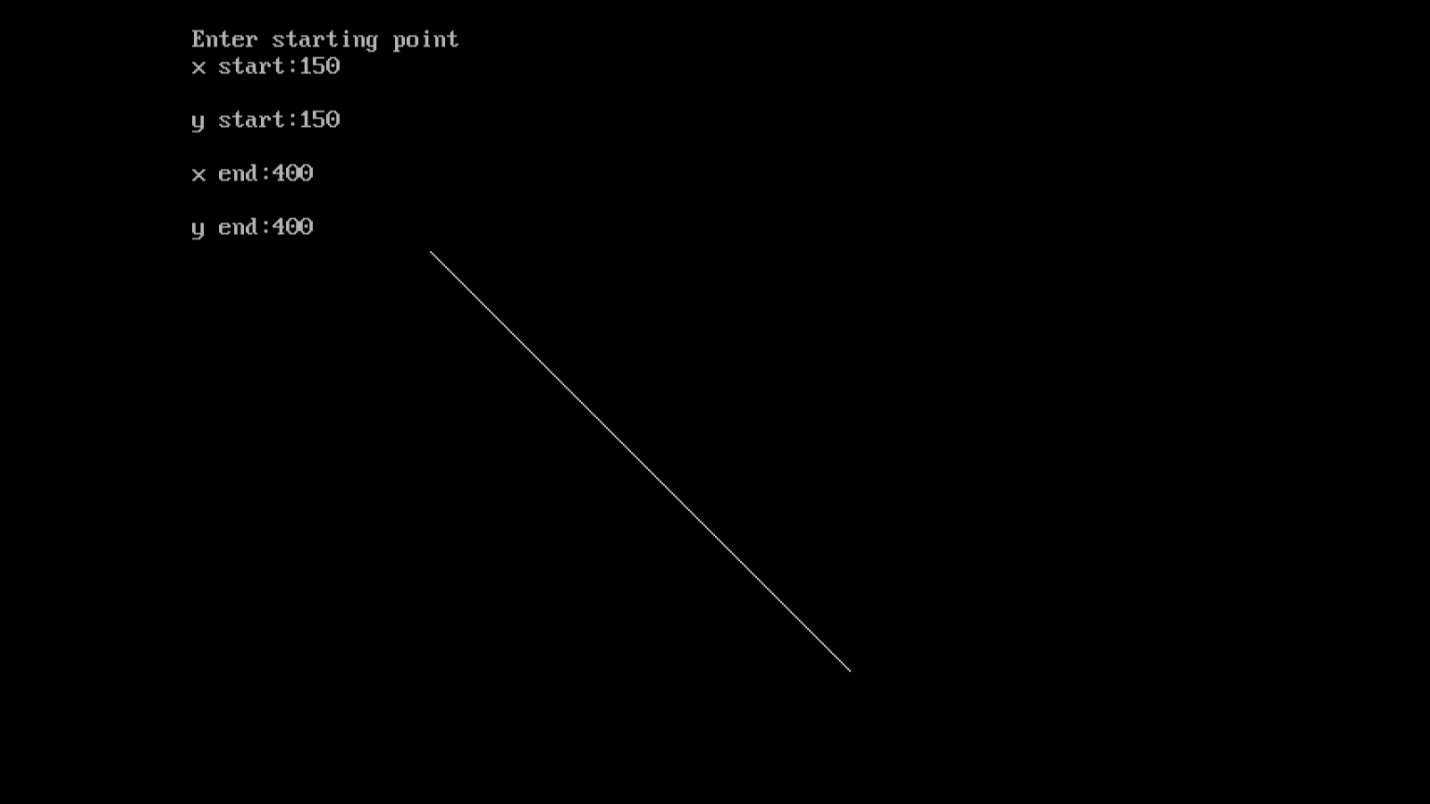 Enter starting point
x start:150
y start:150
x end:400
y end:400